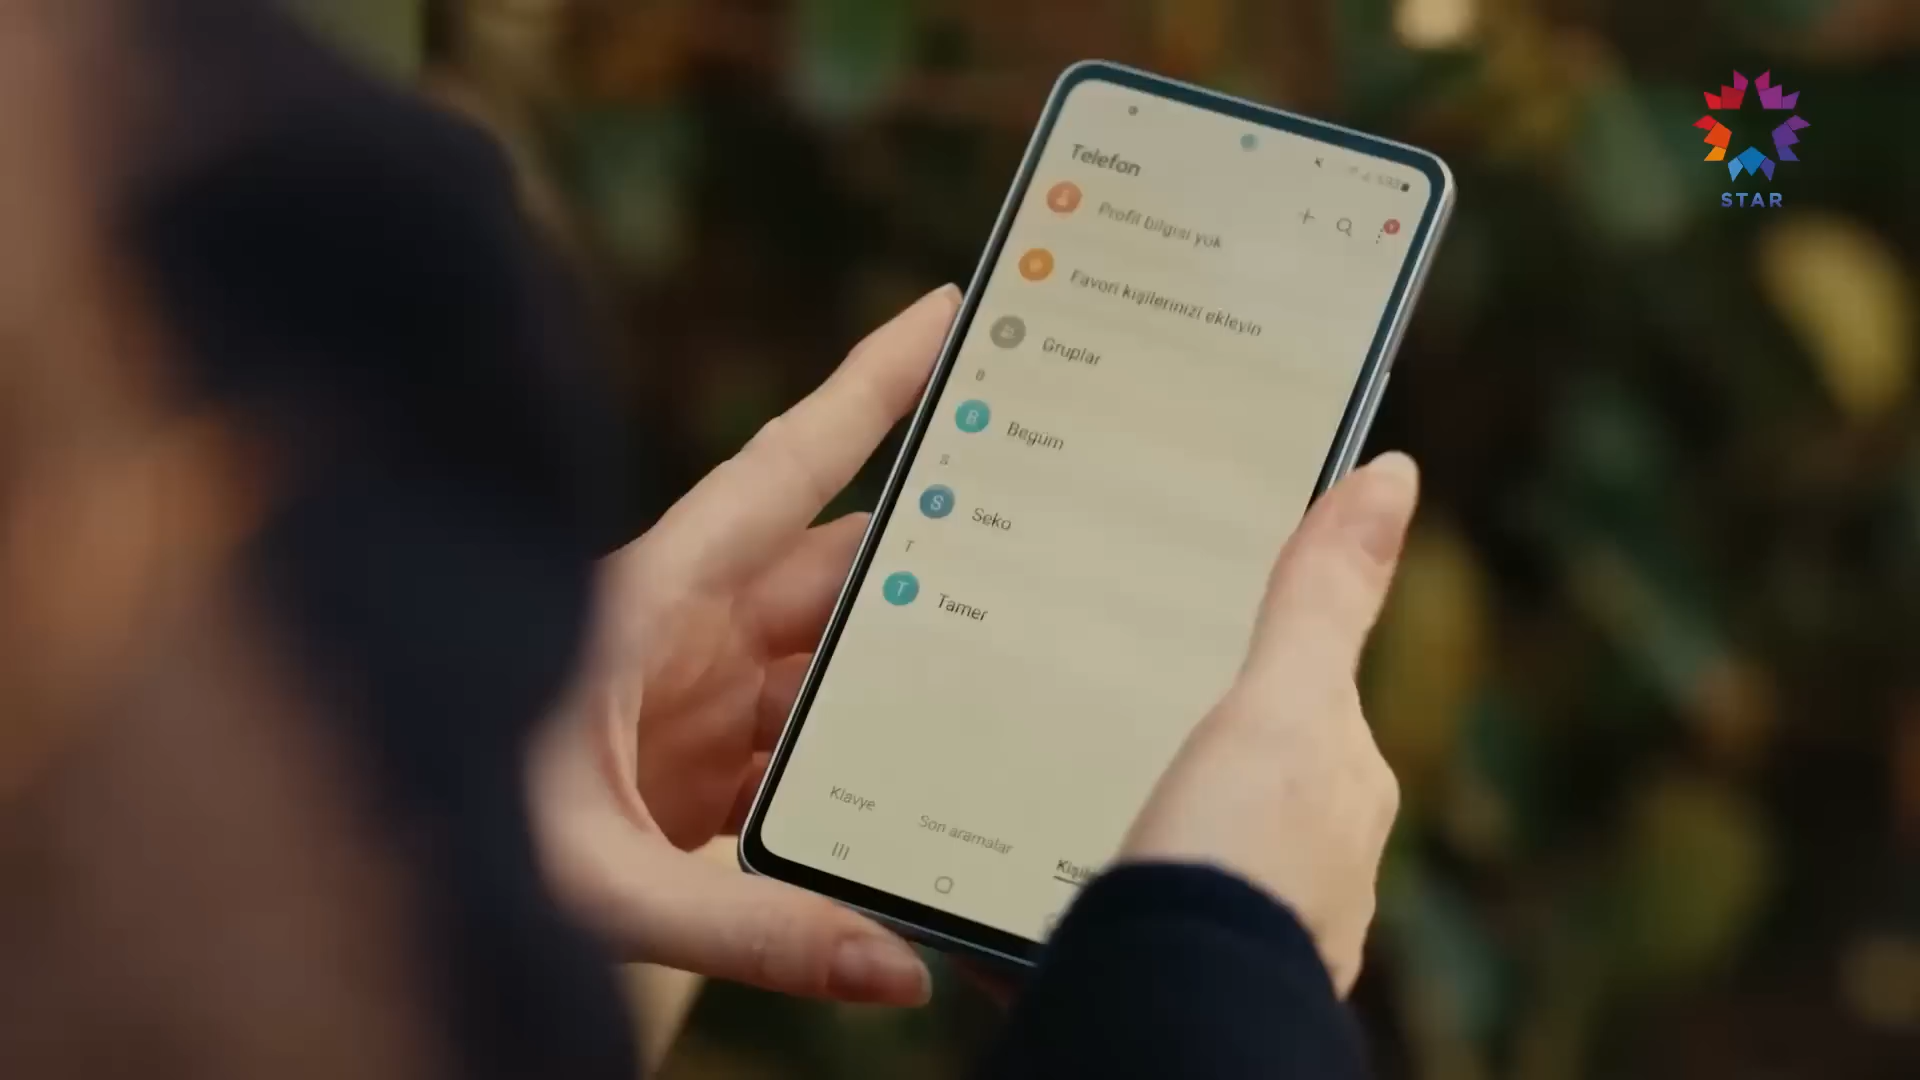 STAR
Telefon
Profil bilgisi yok
Favori kişilerinizi ekleyin
Gruplar
B
B Begüm
S
S Seko
T
T Tamer
Klavye Son aramalar